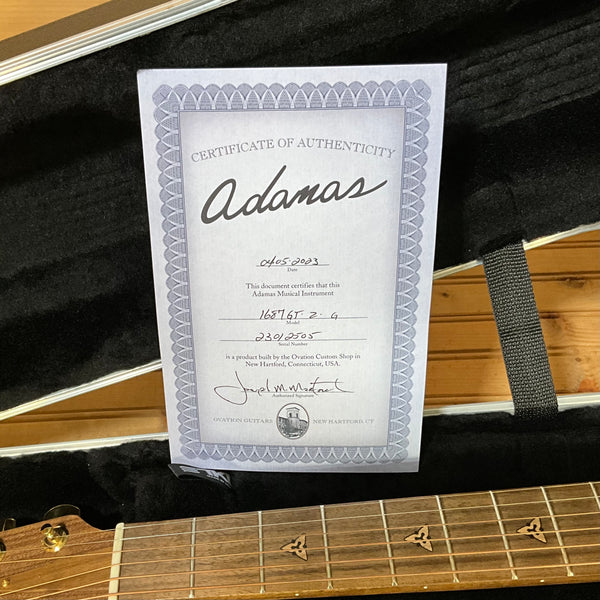 CERTIFICATE OF AUTHENTICITY
Adamas
0405-2023
Date
This document certifies that this
Adamas Musical Instrument
1687GT-2-G
Model
23012505
Serial Number
is a product built by the Ovation Custom Shop in
New Hartford, Connecticut, USA.
Authorized Signature
OVATION GUITARS NEW HARTFORD, CT